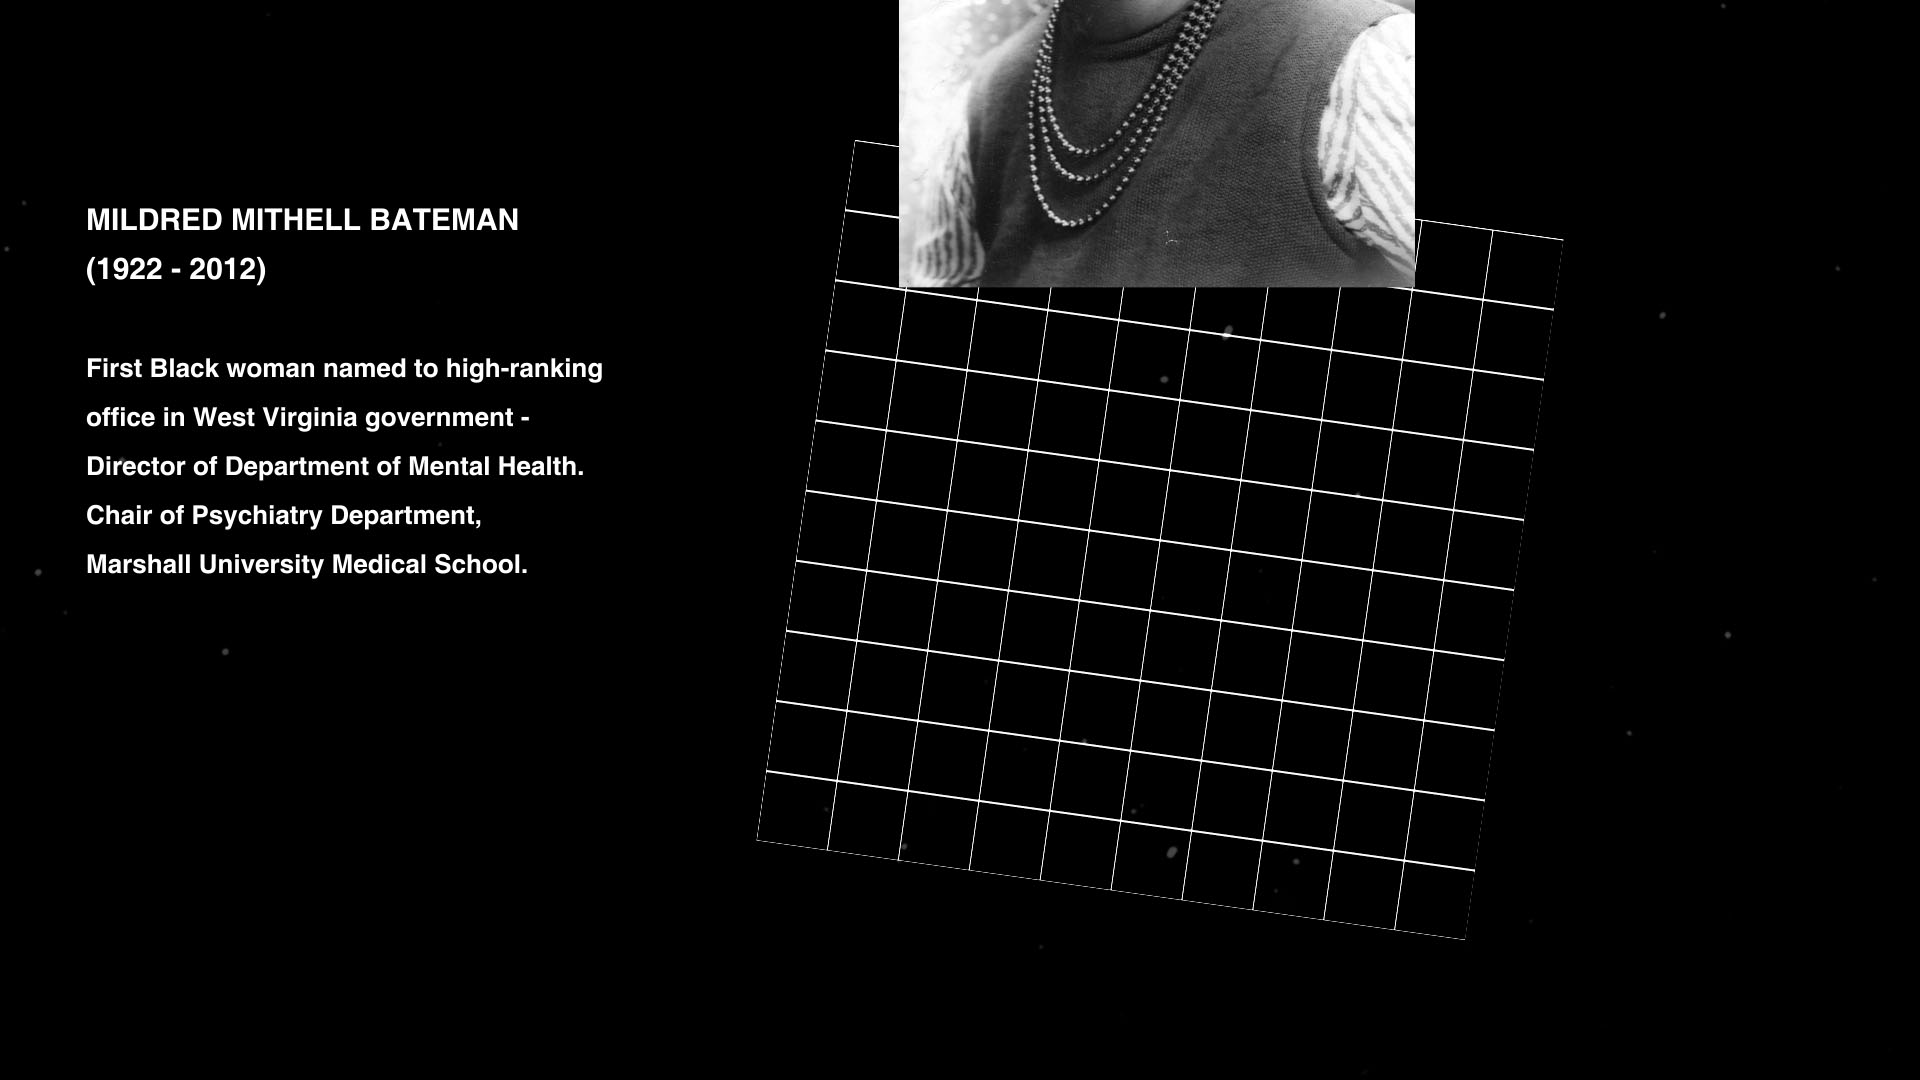 MILDRED MITHELL BATEMAN
(1922 - 2012)
First Black woman named to high-ranking
office in West Virginia government -
Director of Department of Mental Health.
Chair of Psychiatry Department,
Marshall University Medical School.